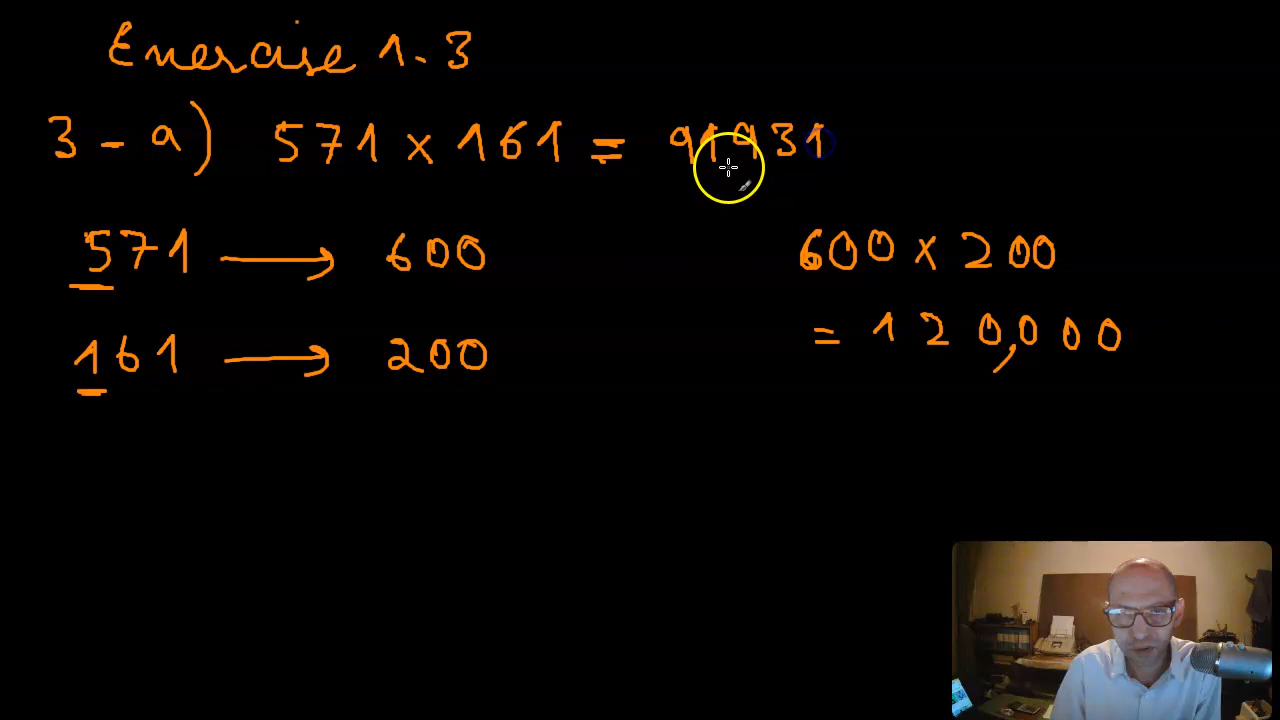 Exercise 1.3
3 - a) 571 × 161 = 91931
571 → 600
600 × 200
= 120,000
161 → 200